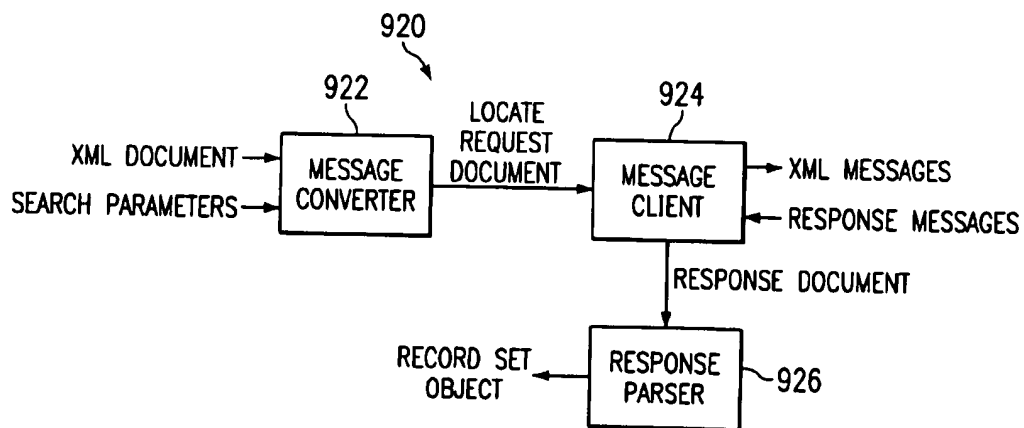 920
922
924
LOCATE
REQUEST
DOCUMENT
XML DOCUMENT
SEARCH PARAMETERS
MESSAGE
CONVERTER
MESSAGE
CLIENT
XML MESSAGES
RESPONSE MESSAGES
RESPONSE DOCUMENT
RECORD SET
OBJECT
RESPONSE
PARSER
926